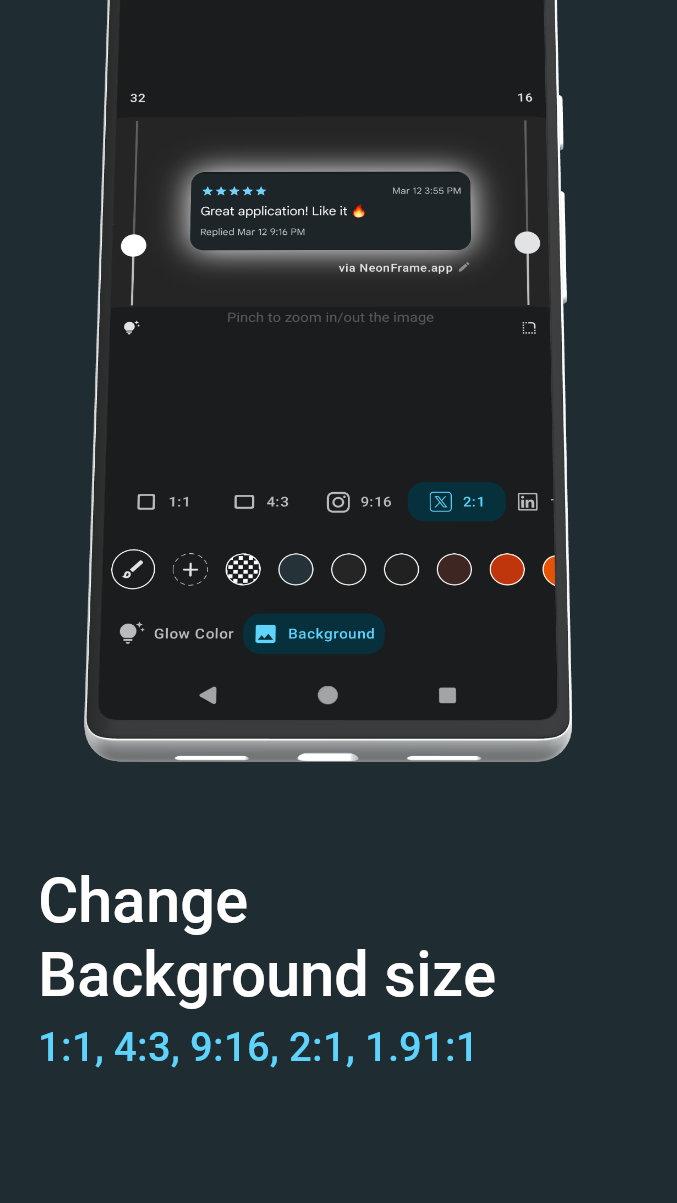 32
16
★★★★★ Mar 12 3:55 PM
Great application! Like it 🔥
Replied Mar 12 9:16 PM
via NeonFrame.app
Pinch to zoom in/out the image
1:1 4:3 9:16 2:1
Glow Color Background
Change
Background size
1:1, 4:3, 9:16, 2:1, 1.91:1